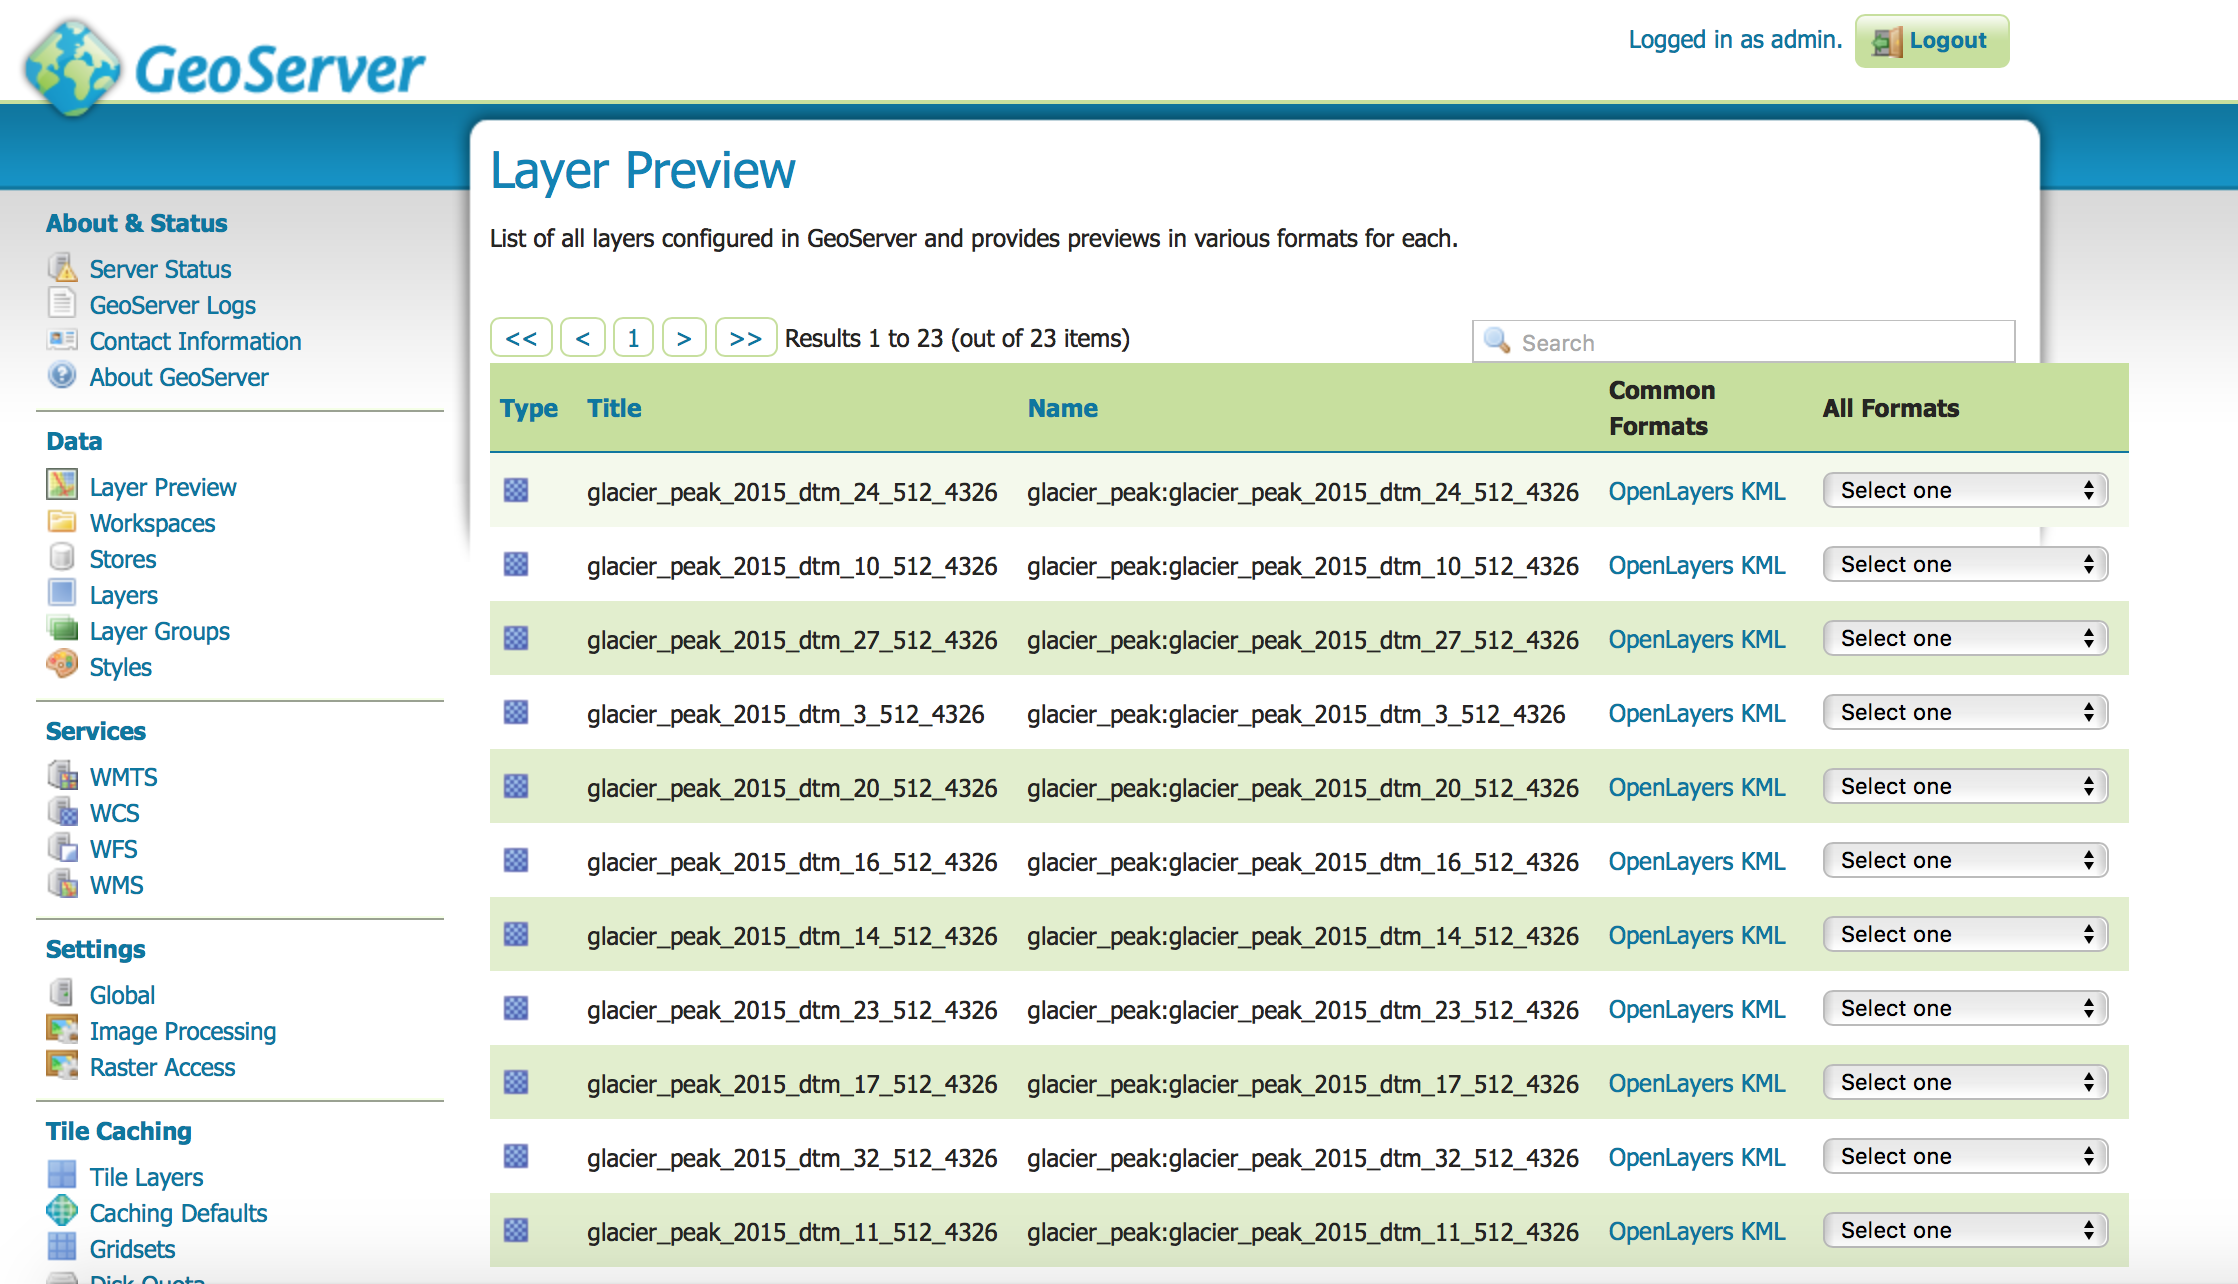 GeoServer
Logged in as admin.
Logout
About & Status
Server Status
GeoServer Logs
Contact Information
About GeoServer
Data
Layer Preview
Workspaces
Stores
Layers
Layer Groups
Styles
Services
WMTS
WCS
WFS
WMS
Settings
Global
Image Processing
Raster Access
Tile Caching
Tile Layers
Caching Defaults
Gridsets
Disk Quota
Layer Preview
List of all layers configured in GeoServer and provides previews in various formats for each.
<< < 1 > >> Results 1 to 23 (out of 23 items)
Search
Type Title Name Common Formats All Formats
glacier_peak_2015_dtm_24_512_4326 glacier_peak:glacier_peak_2015_dtm_24_512_4326 OpenLayers KML Select one
glacier_peak_2015_dtm_10_512_4326 glacier_peak:glacier_peak_2015_dtm_10_512_4326 OpenLayers KML Select one
glacier_peak_2015_dtm_27_512_4326 glacier_peak:glacier_peak_2015_dtm_27_512_4326 OpenLayers KML Select one
glacier_peak_2015_dtm_3_512_4326 glacier_peak:glacier_peak_2015_dtm_3_512_4326 OpenLayers KML Select one
glacier_peak_2015_dtm_20_512_4326 glacier_peak:glacier_peak_2015_dtm_20_512_4326 OpenLayers KML Select one
glacier_peak_2015_dtm_16_512_4326 glacier_peak:glacier_peak_2015_dtm_16_512_4326 OpenLayers KML Select one
glacier_peak_2015_dtm_14_512_4326 glacier_peak:glacier_peak_2015_dtm_14_512_4326 OpenLayers KML Select one
glacier_peak_2015_dtm_23_512_4326 glacier_peak:glacier_peak_2015_dtm_23_512_4326 OpenLayers KML Select one
glacier_peak_2015_dtm_17_512_4326 glacier_peak:glacier_peak_2015_dtm_17_512_4326 OpenLayers KML Select one
glacier_peak_2015_dtm_32_512_4326 glacier_peak:glacier_peak_2015_dtm_32_512_4326 OpenLayers KML Select one
glacier_peak_2015_dtm_11_512_4326 glacier_peak:glacier_peak_2015_dtm_11_512_4326 OpenLayers KML Select one